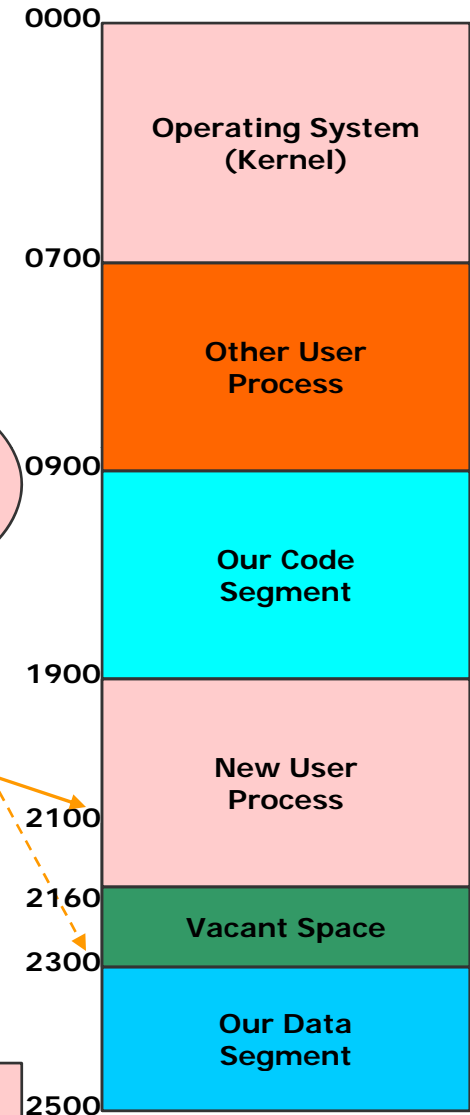 0000
Operating System
(Kernel)
0700
Other User
Process
0900
Our Code
Segment
1900
New User
Process
2100
2160
Vacant Space
2300
Our Data
Segment
2500